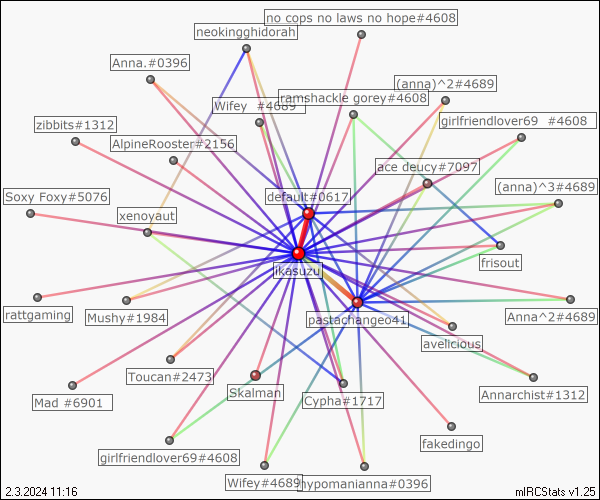 no cops no laws no hope#4608
neokingghidorah
Anna.#0396
(anna)^2#4689
Wifey #4689
ramshackle gorey#4608
girlfriendlover69 #4608
zibbits#1312
AlpineRooster#2156
ace deucy#7097
(anna)^3#4689
Soxy Foxy#5076
default#0617
xenoyaut
frisout
ikasuzu
rattgaming
Mushy#1984
pastachangeo41
Anna^2#4689
avelicious
Toucan#2473
Skalman
Cypha#1717
Annarchist#1312
Mad #6901
fakedingo
girlfriendlover69#4608
Wifey#4689
hypomanianna#0396
2.3.2024 11:16
mIRCStats v1.25